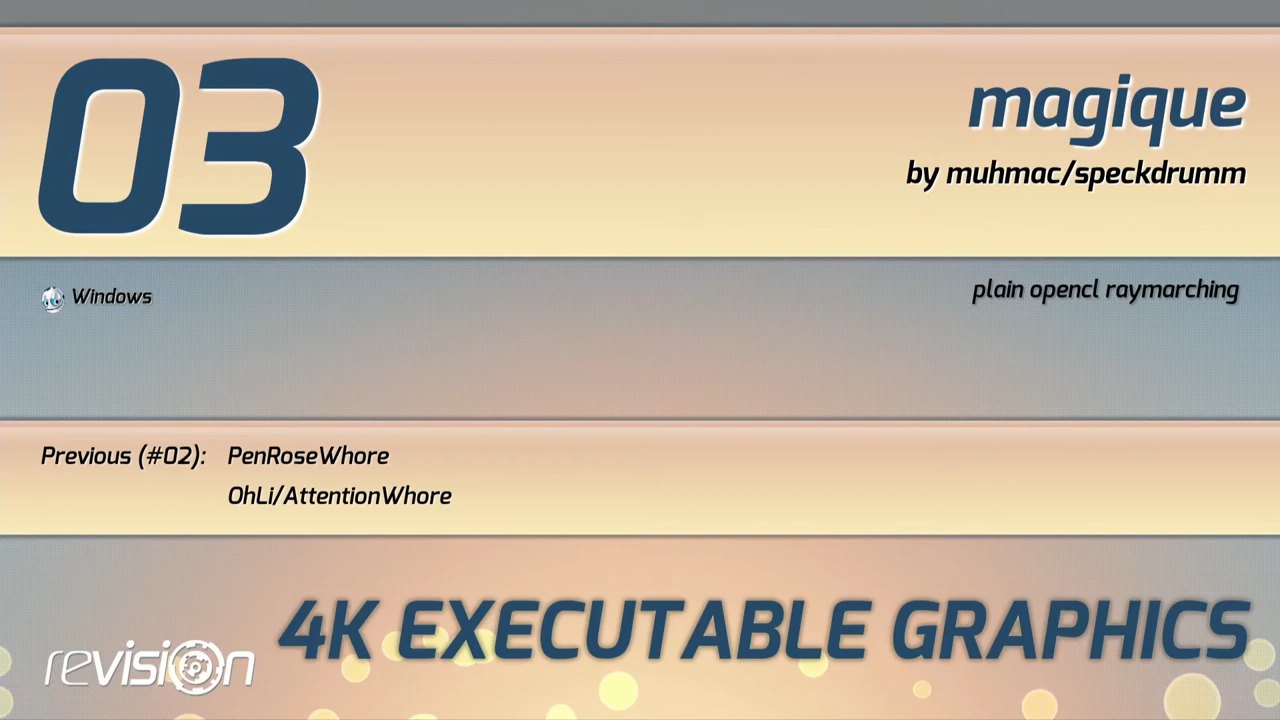 03
magique
by muhmac/speckdrumm
Windows
plain opencl raymarching
Previous (#02): PenRoseWhore
OhLi/AttentionWhore
4K EXECUTABLE GRAPHICS
revision